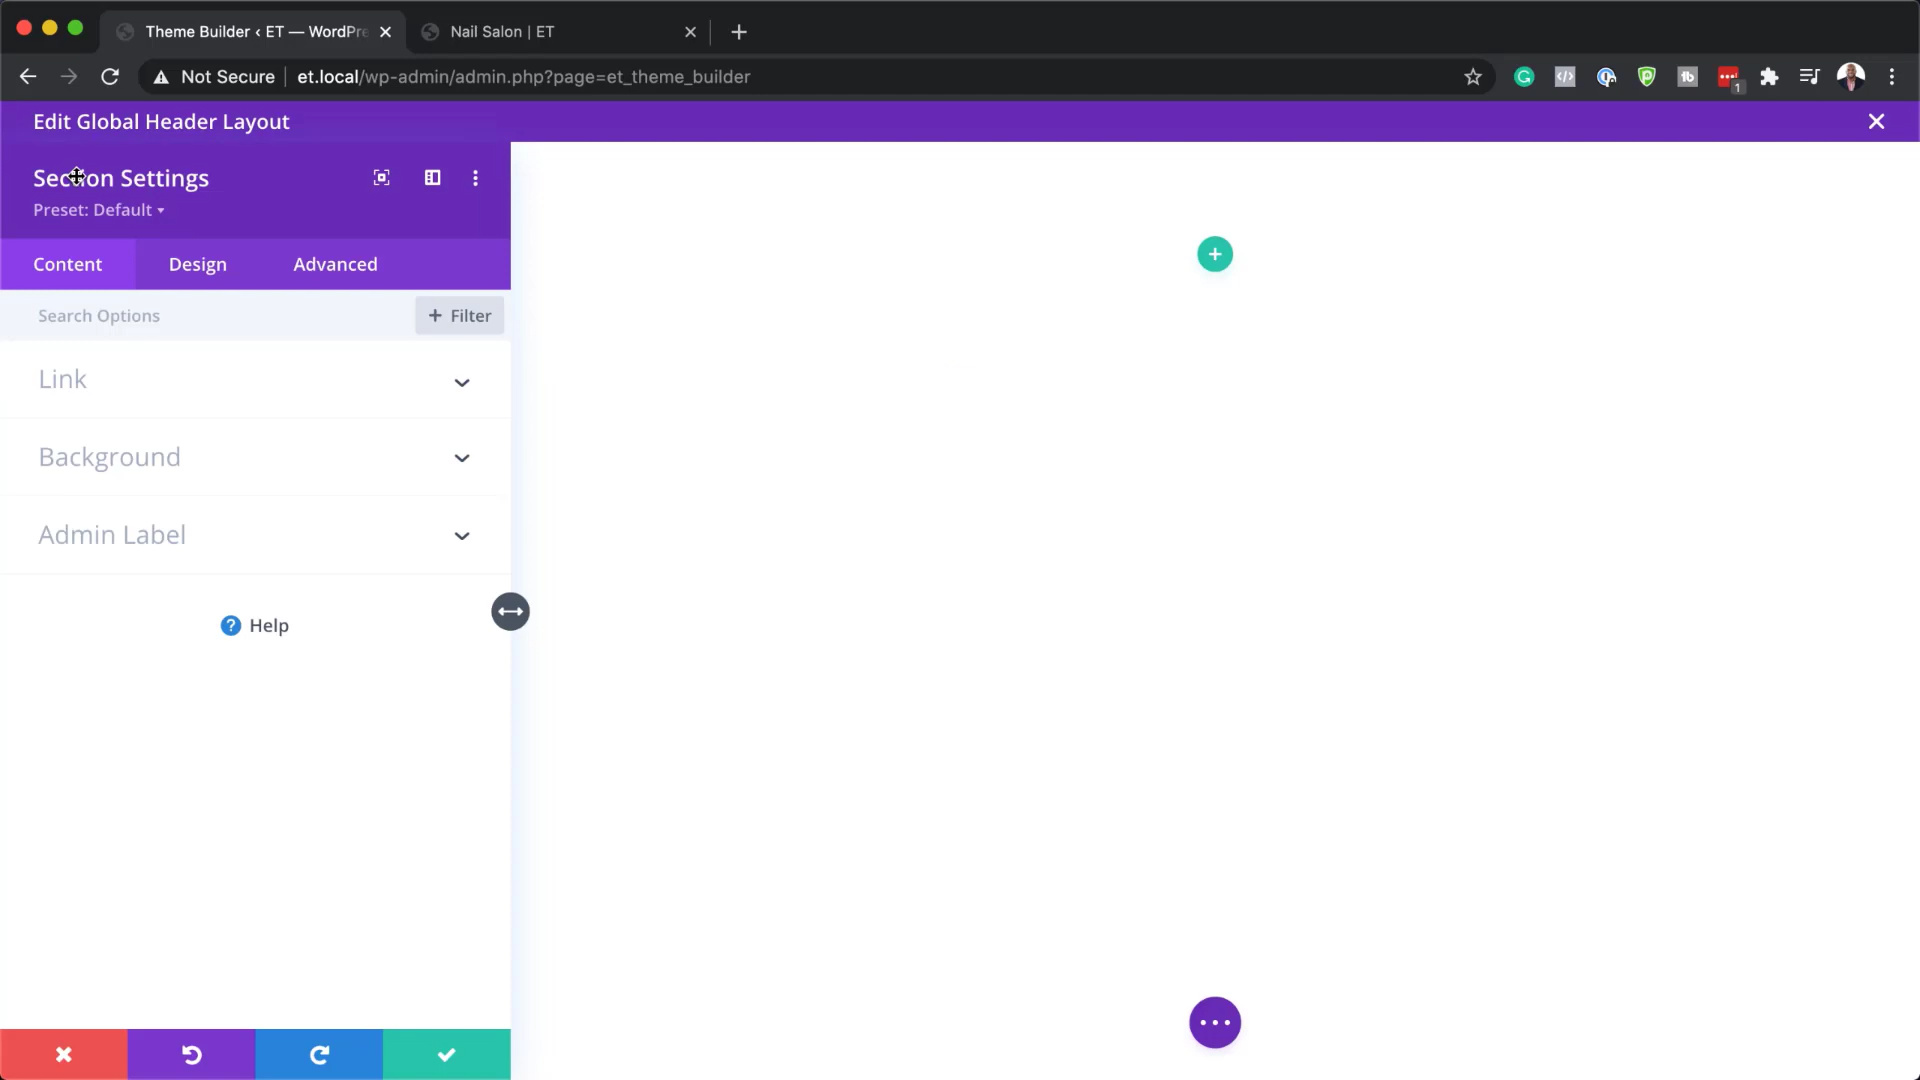 Theme Builder ‹ ET — WordPre
Nail Salon | ET
Not Secure
et.local/wp-admin/admin.php?page=et_theme_builder
1
Edit Global Header Layout
Section Settings
Preset: Default
Content
Design
Advanced
Search Options
+ Filter
Link
Background
Admin Label
? Help